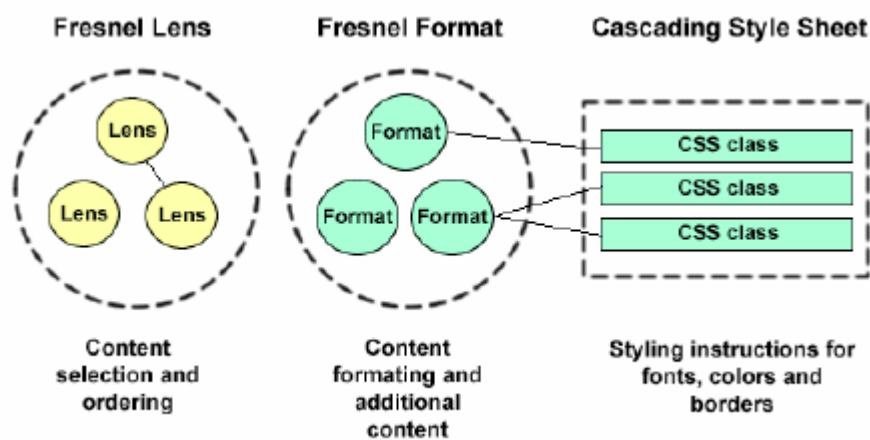 Fresnel Lens
Fresnel Format
Cascading Style Sheet
Lens
Lens
Lens
Format
Format
Format
CSS class
CSS class
CSS class
Content
selection and
ordering
Content
formating and
additional
content
Styling instructions for
fonts, colors and
borders